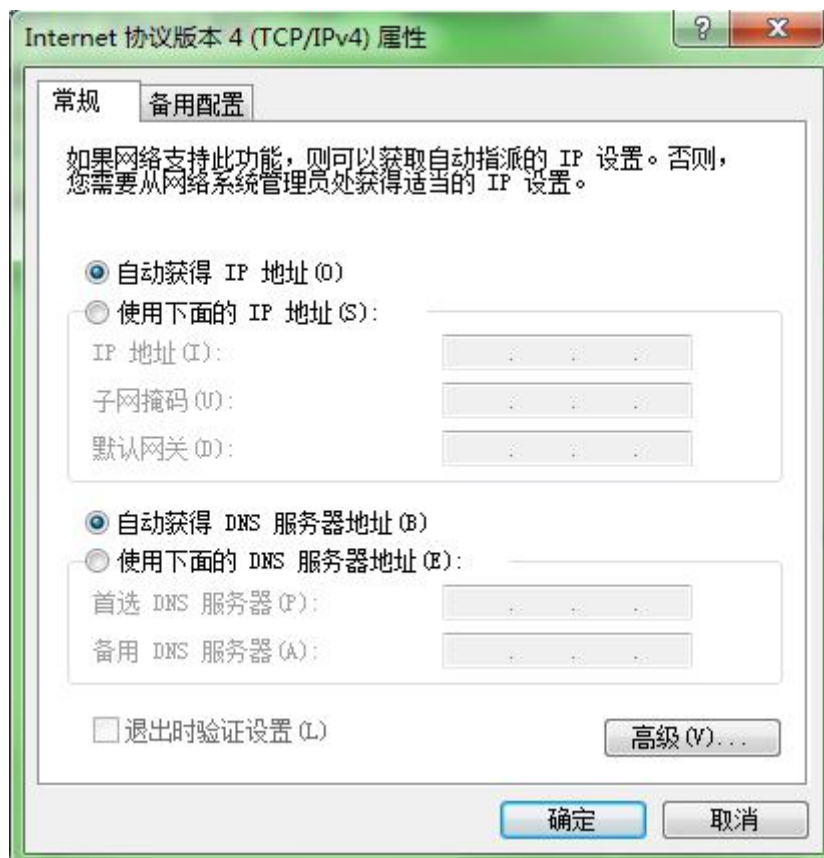 Internet 协议版本 4 (TCP/IPv4) 属性
常规
备用配置
如果网络支持此功能，则可以获取自动指派的 IP 设置。否则，
您需要从网络系统管理员处获得适当的 IP 设置。
自动获得 IP 地址(O)
使用下面的 IP 地址(S):
IP 地址(I):
子网掩码(U):
默认网关(D):
自动获得 DNS 服务器地址(B)
使用下面的 DNS 服务器地址(E):
首选 DNS 服务器(P):
备用 DNS 服务器(A):
退出时验证设置(L)
高级(V)...
确定
取消